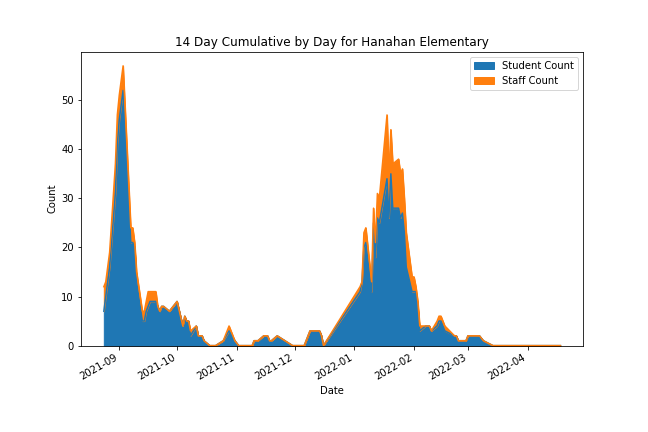 14 Day Cumulative by Day for Hanahan Elementary
Student Count
Staff Count
50
40
30
20
10
0
Count
2021-09
2021-10
2021-11
2021-12
2022-01
2022-02
2022-03
2022-04
Date